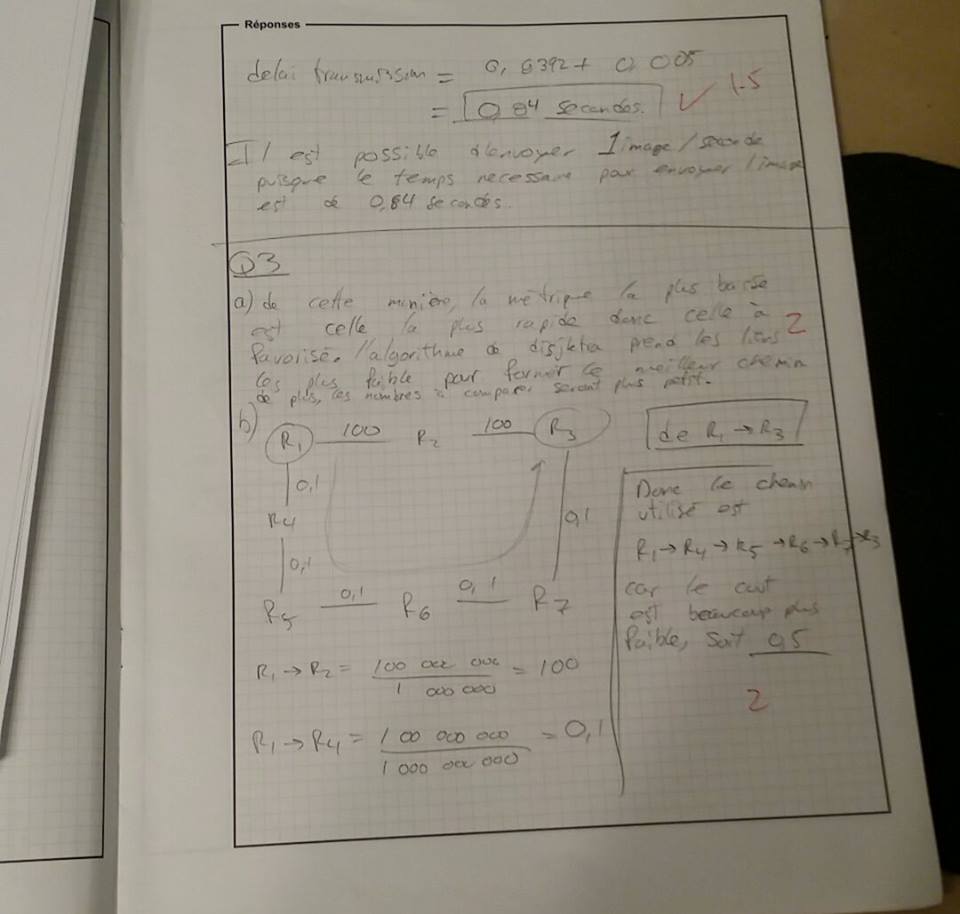 Réponses
delai transmission = 0,8392 + 0,005
= 0,84 secondes. ✓ 1.5
Il est possible d'envoyer 1 image/seconde
puisque le temps necessaire pour envoyer l'image
est de 0,84 secondes.
Q3
a) de cette minière, la métrique la plus basse
est celle la plus rapide donc celle à 2
favorisé. l'algorithme de disjktra prend les liens
les plus faible pour former le meilleur chemin
de plus, les nombres à comparer seront plus petit.
b)
R1 100 R2 100 R3
de R1 → R3
0,1
R4
0,1
0,1
R5 0,1 R6 0,1 R7
Donc le chemin
utilisé est
R1 → R4 → R5 → R6 → R7 → R3
car le cout
est beaucoup plus
faible, soit 0,5
2
R1 → R2 = 100 000 000 / 1 000 000 = 100
R1 → R4 = 100 000 000 / 1 000 000 000 = 0,1